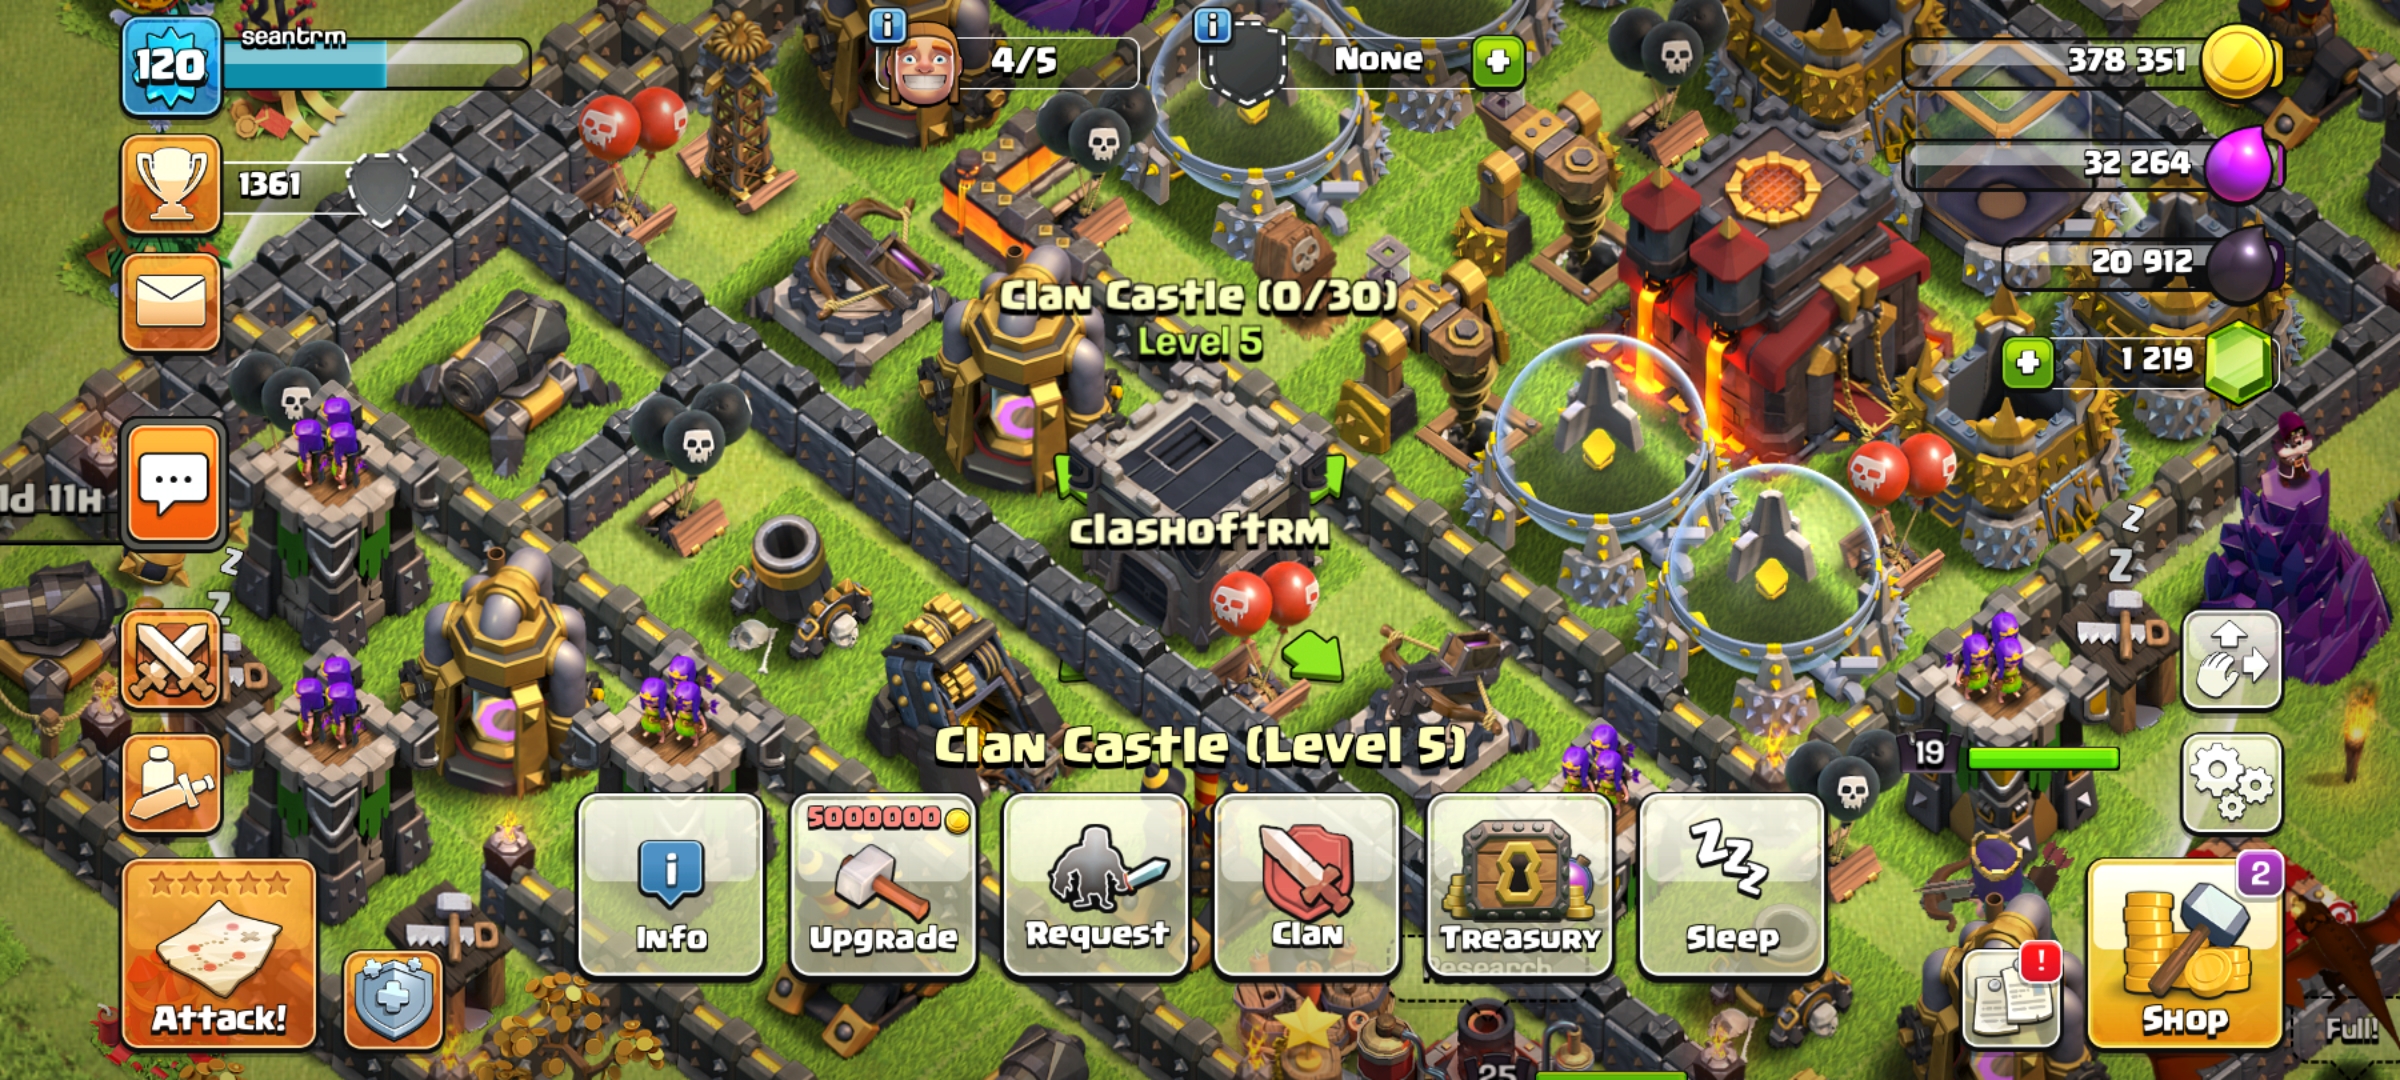 120
seantrm
4/5
None
378 351
1361
32 264
20 912
Clan Castle (0/30)
Level 5
1 219
1d 11H
clashoftrm
Z
Z
Z
Z
Clan Castle (Level 5)
19
5000000
Info
Upgrade
Request
Clan
Treasury
Sleep
Zzz
Research
2
!
Attack!
Shop
Full!
25